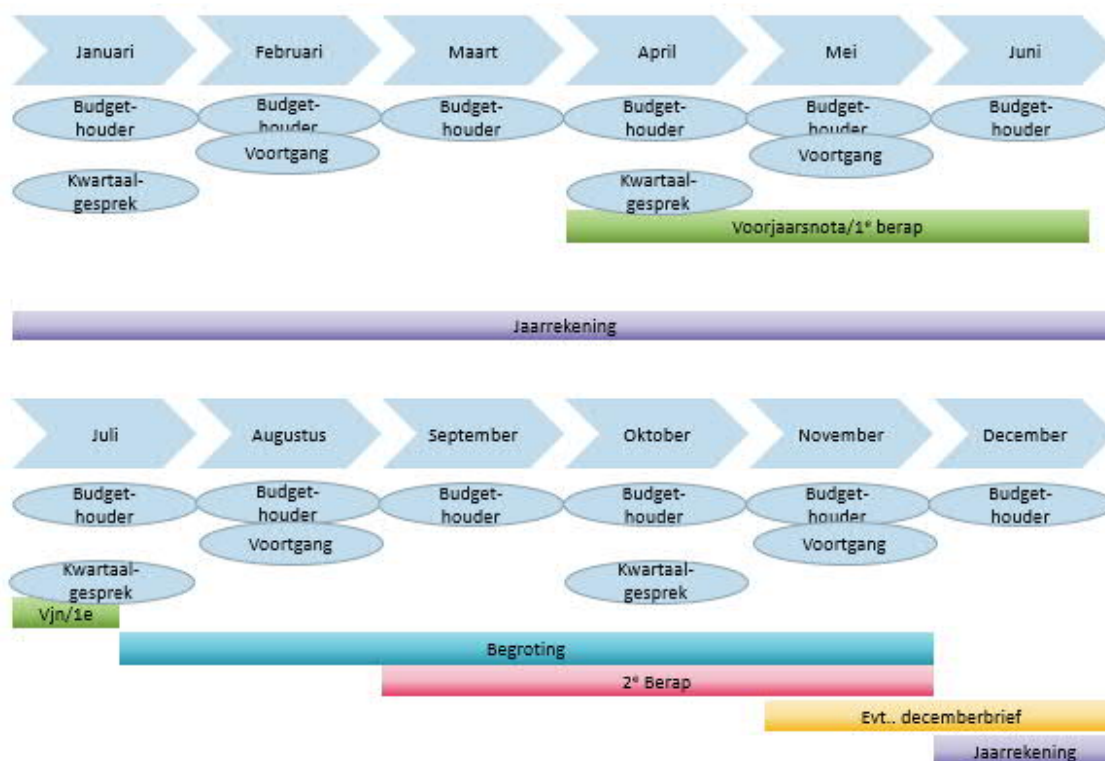 Januari
Februari
Maart
April
Mei
Juni
Budget-
houder
Budget-
houder
Budget-
houder
Budget-
houder
Budget-
houder
Budget-
houder
Voortgang
Voortgang
Kwartaal-
gesprek
Kwartaal-
gesprek
Voorjaarsnota/1e berap
Jaarrekening
Juli
Augustus
September
Oktober
November
December
Budget-
houder
Budget-
houder
Budget-
houder
Budget-
houder
Budget-
houder
Budget-
houder
Voortgang
Voortgang
Kwartaal-
gesprek
Kwartaal-
gesprek
Vjn/1e
Begroting
2e Berap
Evt.. decemberbrief
Jaarrekening